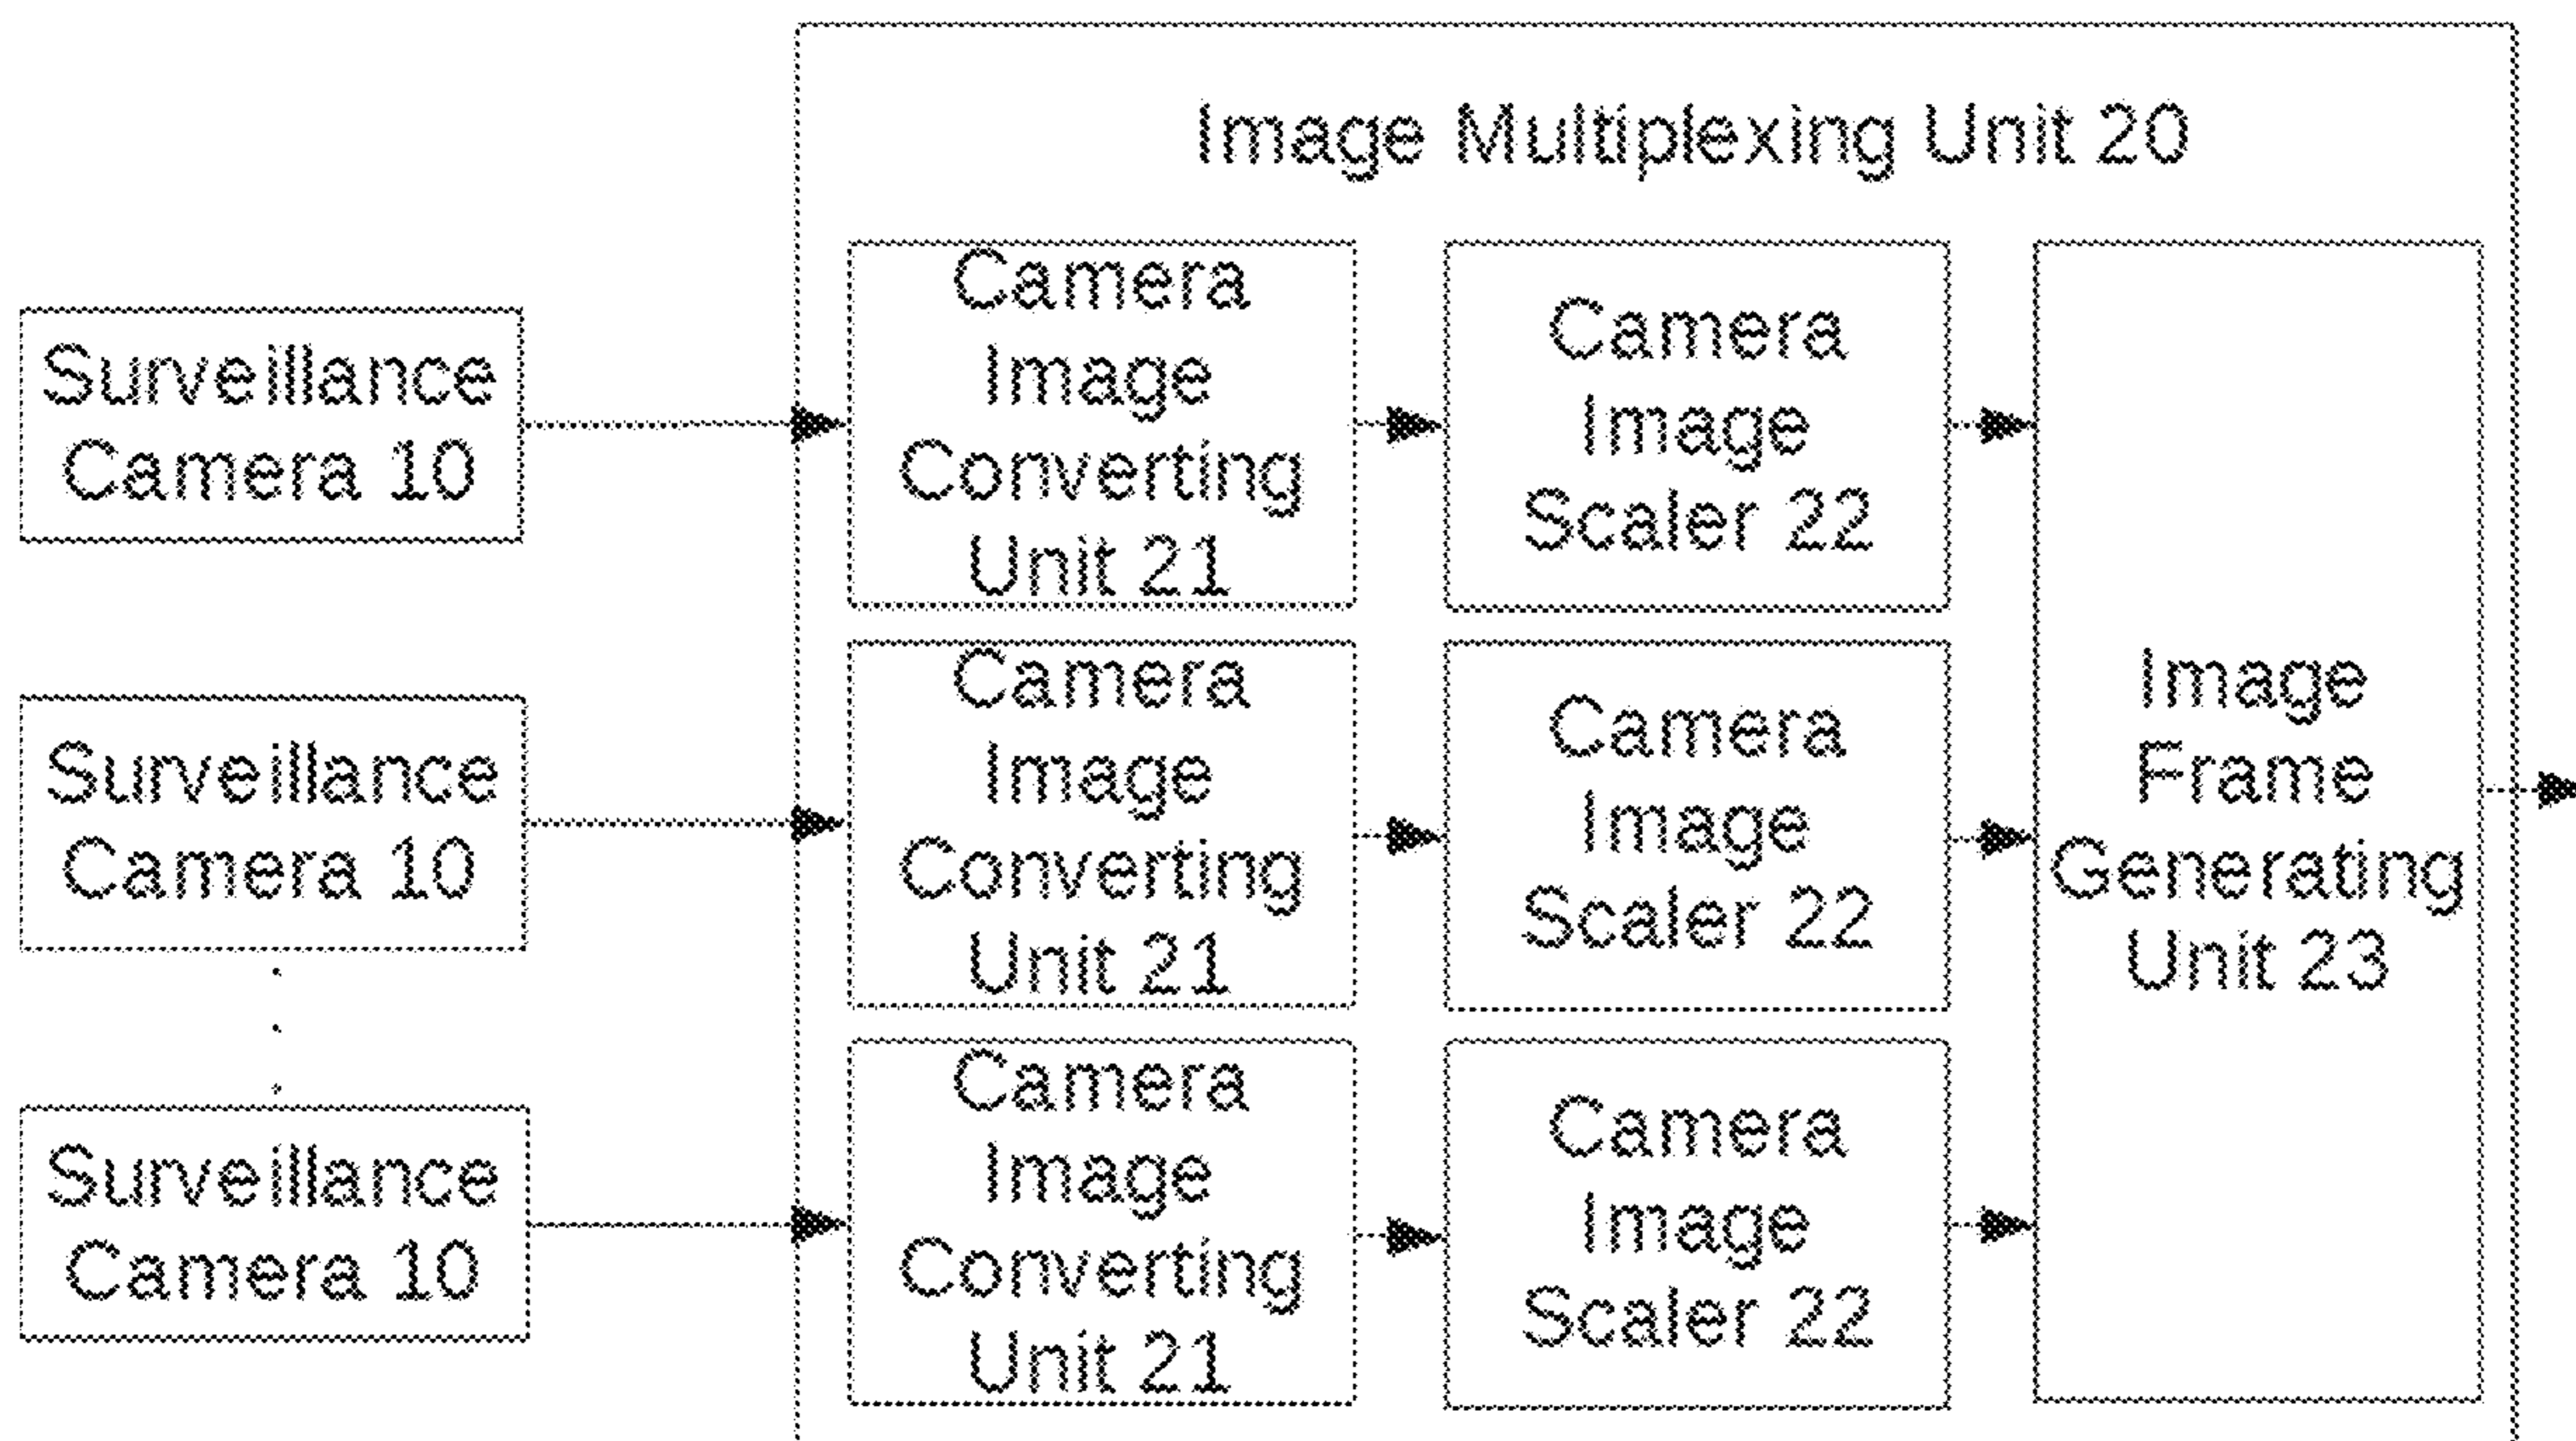 Image Multiplexing Unit 20
Surveillance
Camera 10
Camera
Image
Converting
Unit 21
Camera
Image
Scaler 22
Surveillance
Camera 10
Camera
Image
Converting
Unit 21
Camera
Image
Scaler 22
Image
Frame
Generating
Unit 23
Surveillance
Camera 10
Camera
Image
Converting
Unit 21
Camera
Image
Scaler 22